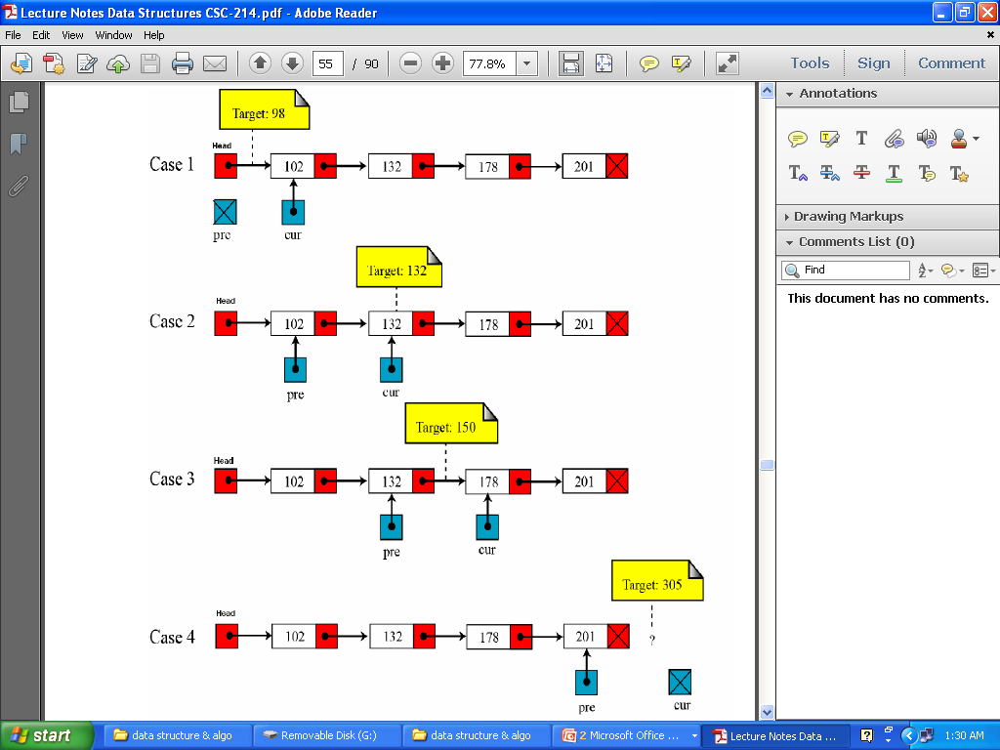 Lecture Notes Data Structures CSC-214.pdf - Adobe Reader
File Edit View Window Help
55 / 90 77.8% Tools Sign Comment
Annotations
Drawing Markups
Comments List (0)
Find
This document has no comments.
Target: 98
Head
Case 1 102 132 178 201
pre cur
Target: 132
Head
Case 2 102 132 178 201
pre cur
Target: 150
Head
Case 3 102 132 178 201
pre cur
Target: 305
Head
Case 4 102 132 178 201 ?
pre cur
start data structure & algo Removable Disk (G:) data structure & algo 2 Microsoft Office ... Lecture Notes Data ... 1:30 AM